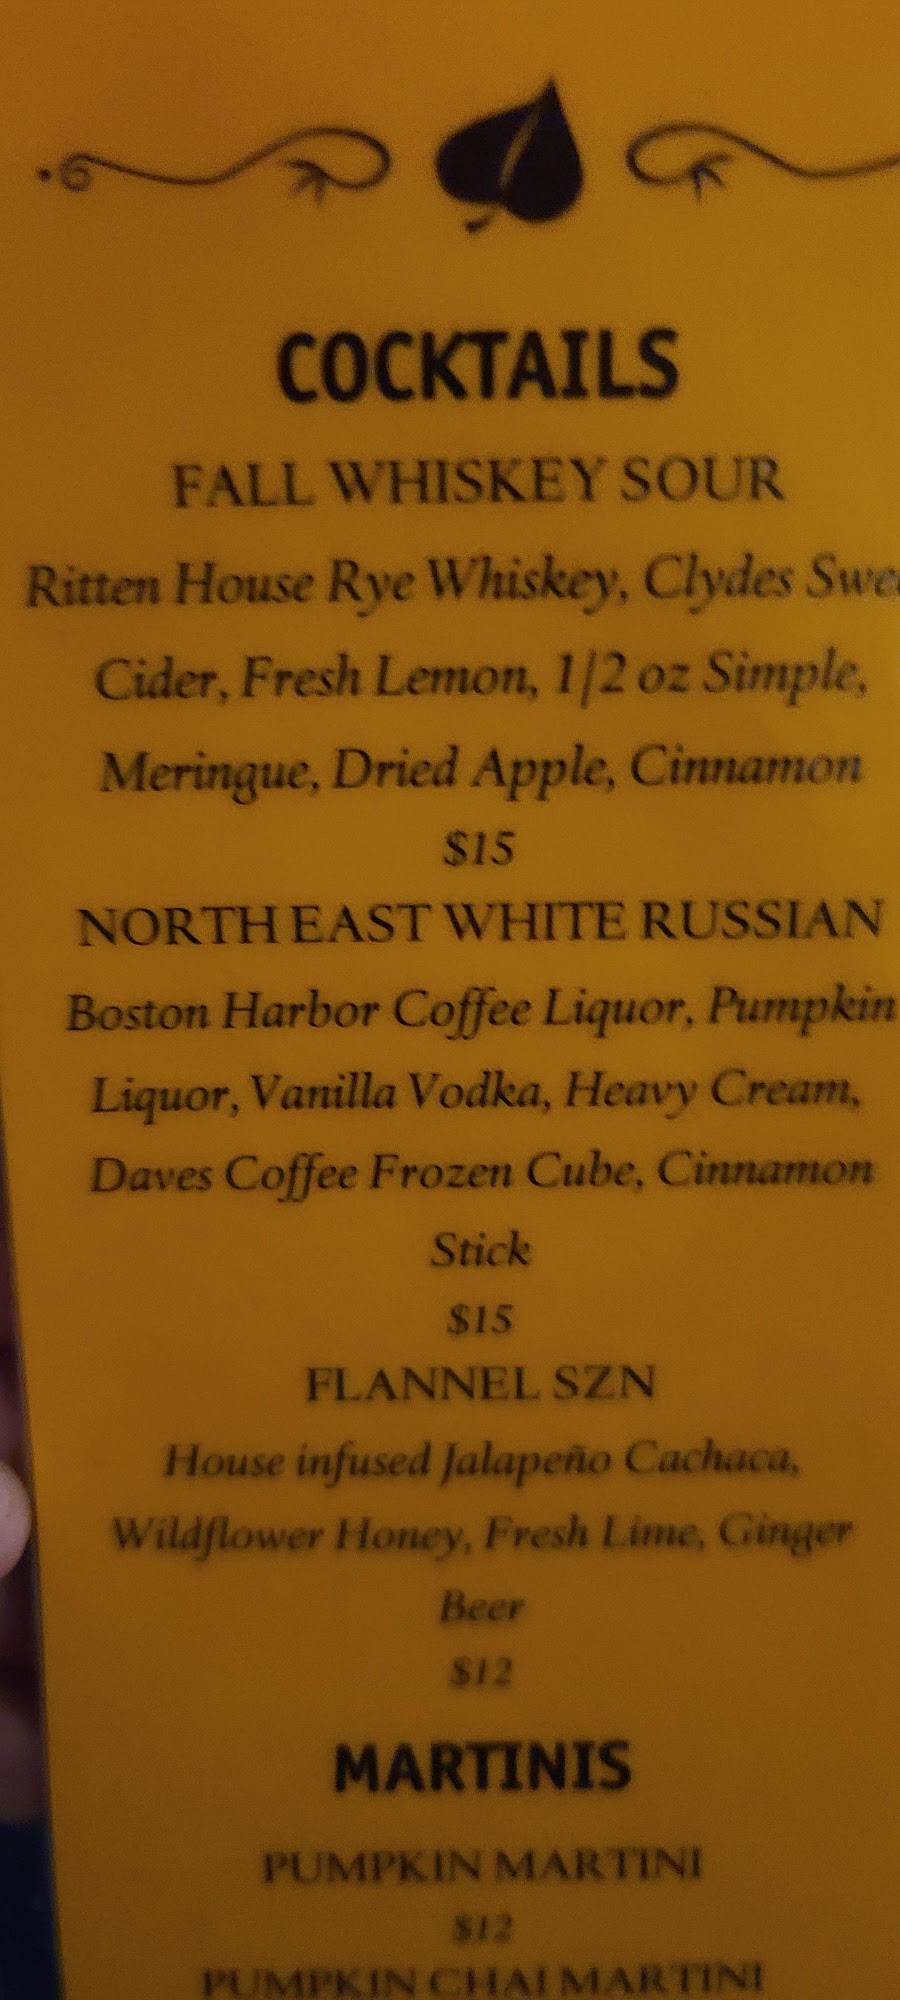 COCKTAILS
FALL WHISKEY SOUR
Ritten House Rye Whiskey, Clydes
Cider, Fresh Lemon, 1/2 oz Simple,
Meringue, Dried Apple, Cinnamon
$15
NORTH EAST WHITE RUSSIAN
Boston Harbor Coffee Liquor, Pumpkin
Liquor, Vanilla Vodka, Heavy Cream,
Daves Coffee Frozen Cube, Cinnamon
Stick
$15
FLANNEL SZN
House infused Jalapeño Cachaca,
Wildflower Honey, Fresh Lime, Ginger
Beer
$12
MARTINIS
PUMPKIN MARTINI
$12
PUMPKIN CHAI MARTINI